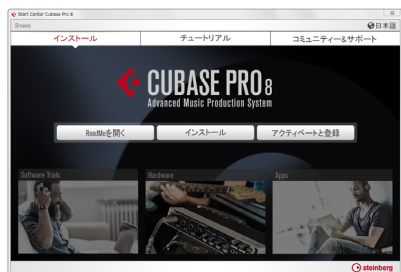 Start Center Cubase Pro 8
Browse
日本語
インストール
チュートリアル
コミュニティー&サポート
CUBASE PRO 8
Advanced Music Production System
ReadMeを開く
インストール
アクティベートと登録
Software Trials
Hardware
Apps
steinberg